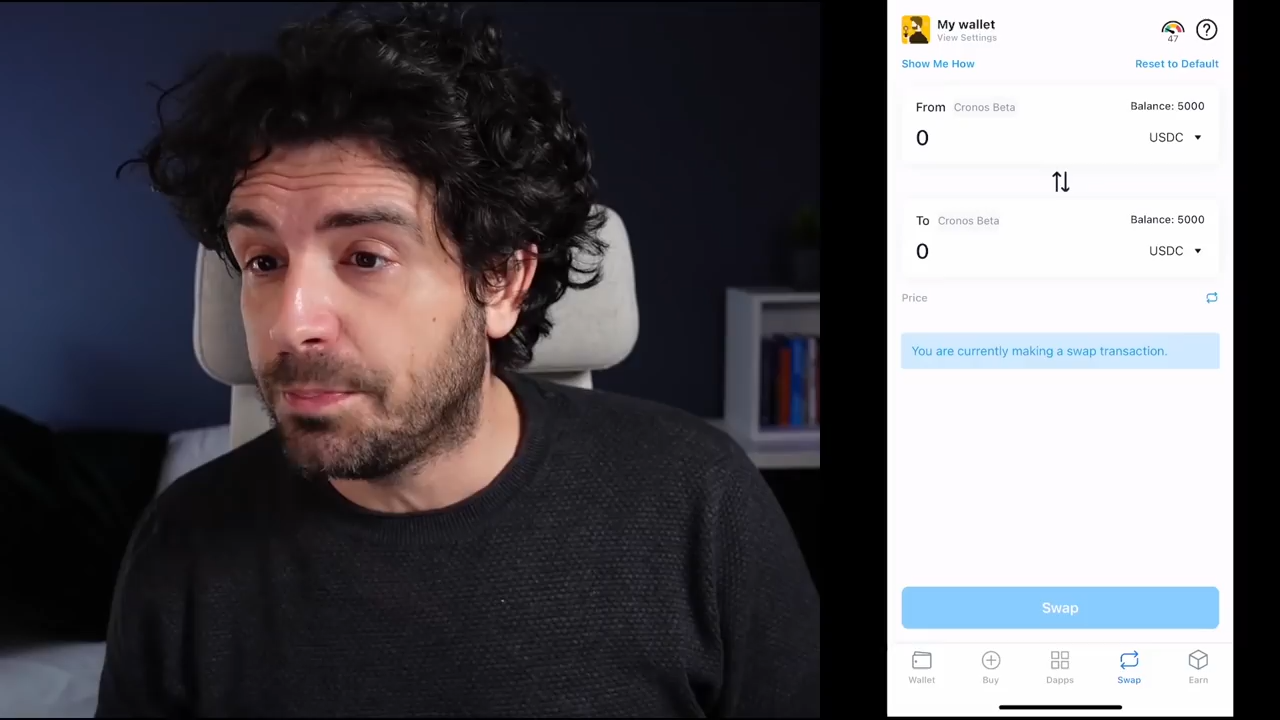 My wallet
View Settings
47
?
Show Me How
Reset to Default
From Cronos Beta
Balance: 5000
0
USDC
To Cronos Beta
Balance: 5000
0
USDC
Price
You are currently making a swap transaction.
Swap
Wallet
Buy
Dapps
Swap
Earn